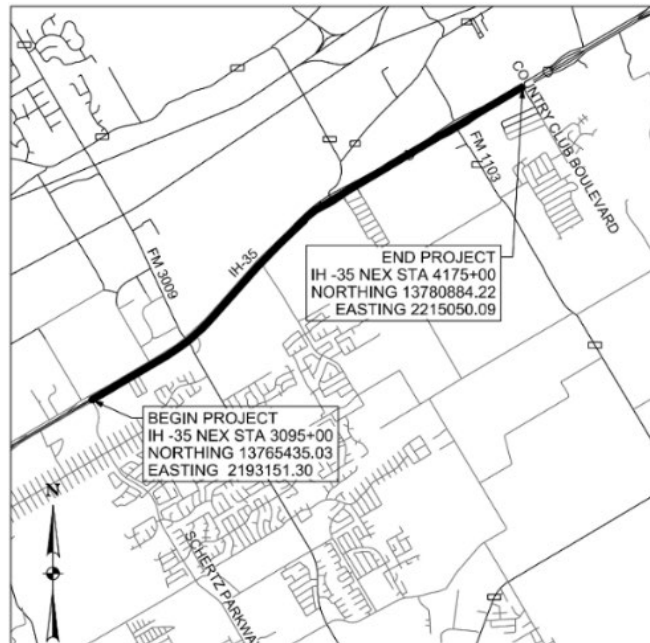 COUNTRY CLUB BOULEVARD
FM 1103
END PROJECT
IH -35 NEX STA 4175+00
NORTHING 13780884.22
EASTING 2215050.09
IH-35
FM 3009
BEGIN PROJECT
IH -35 NEX STA 3095+00
NORTHING 13765435.03
EASTING 2193151.30
N
SCHERTZ PARKWAY